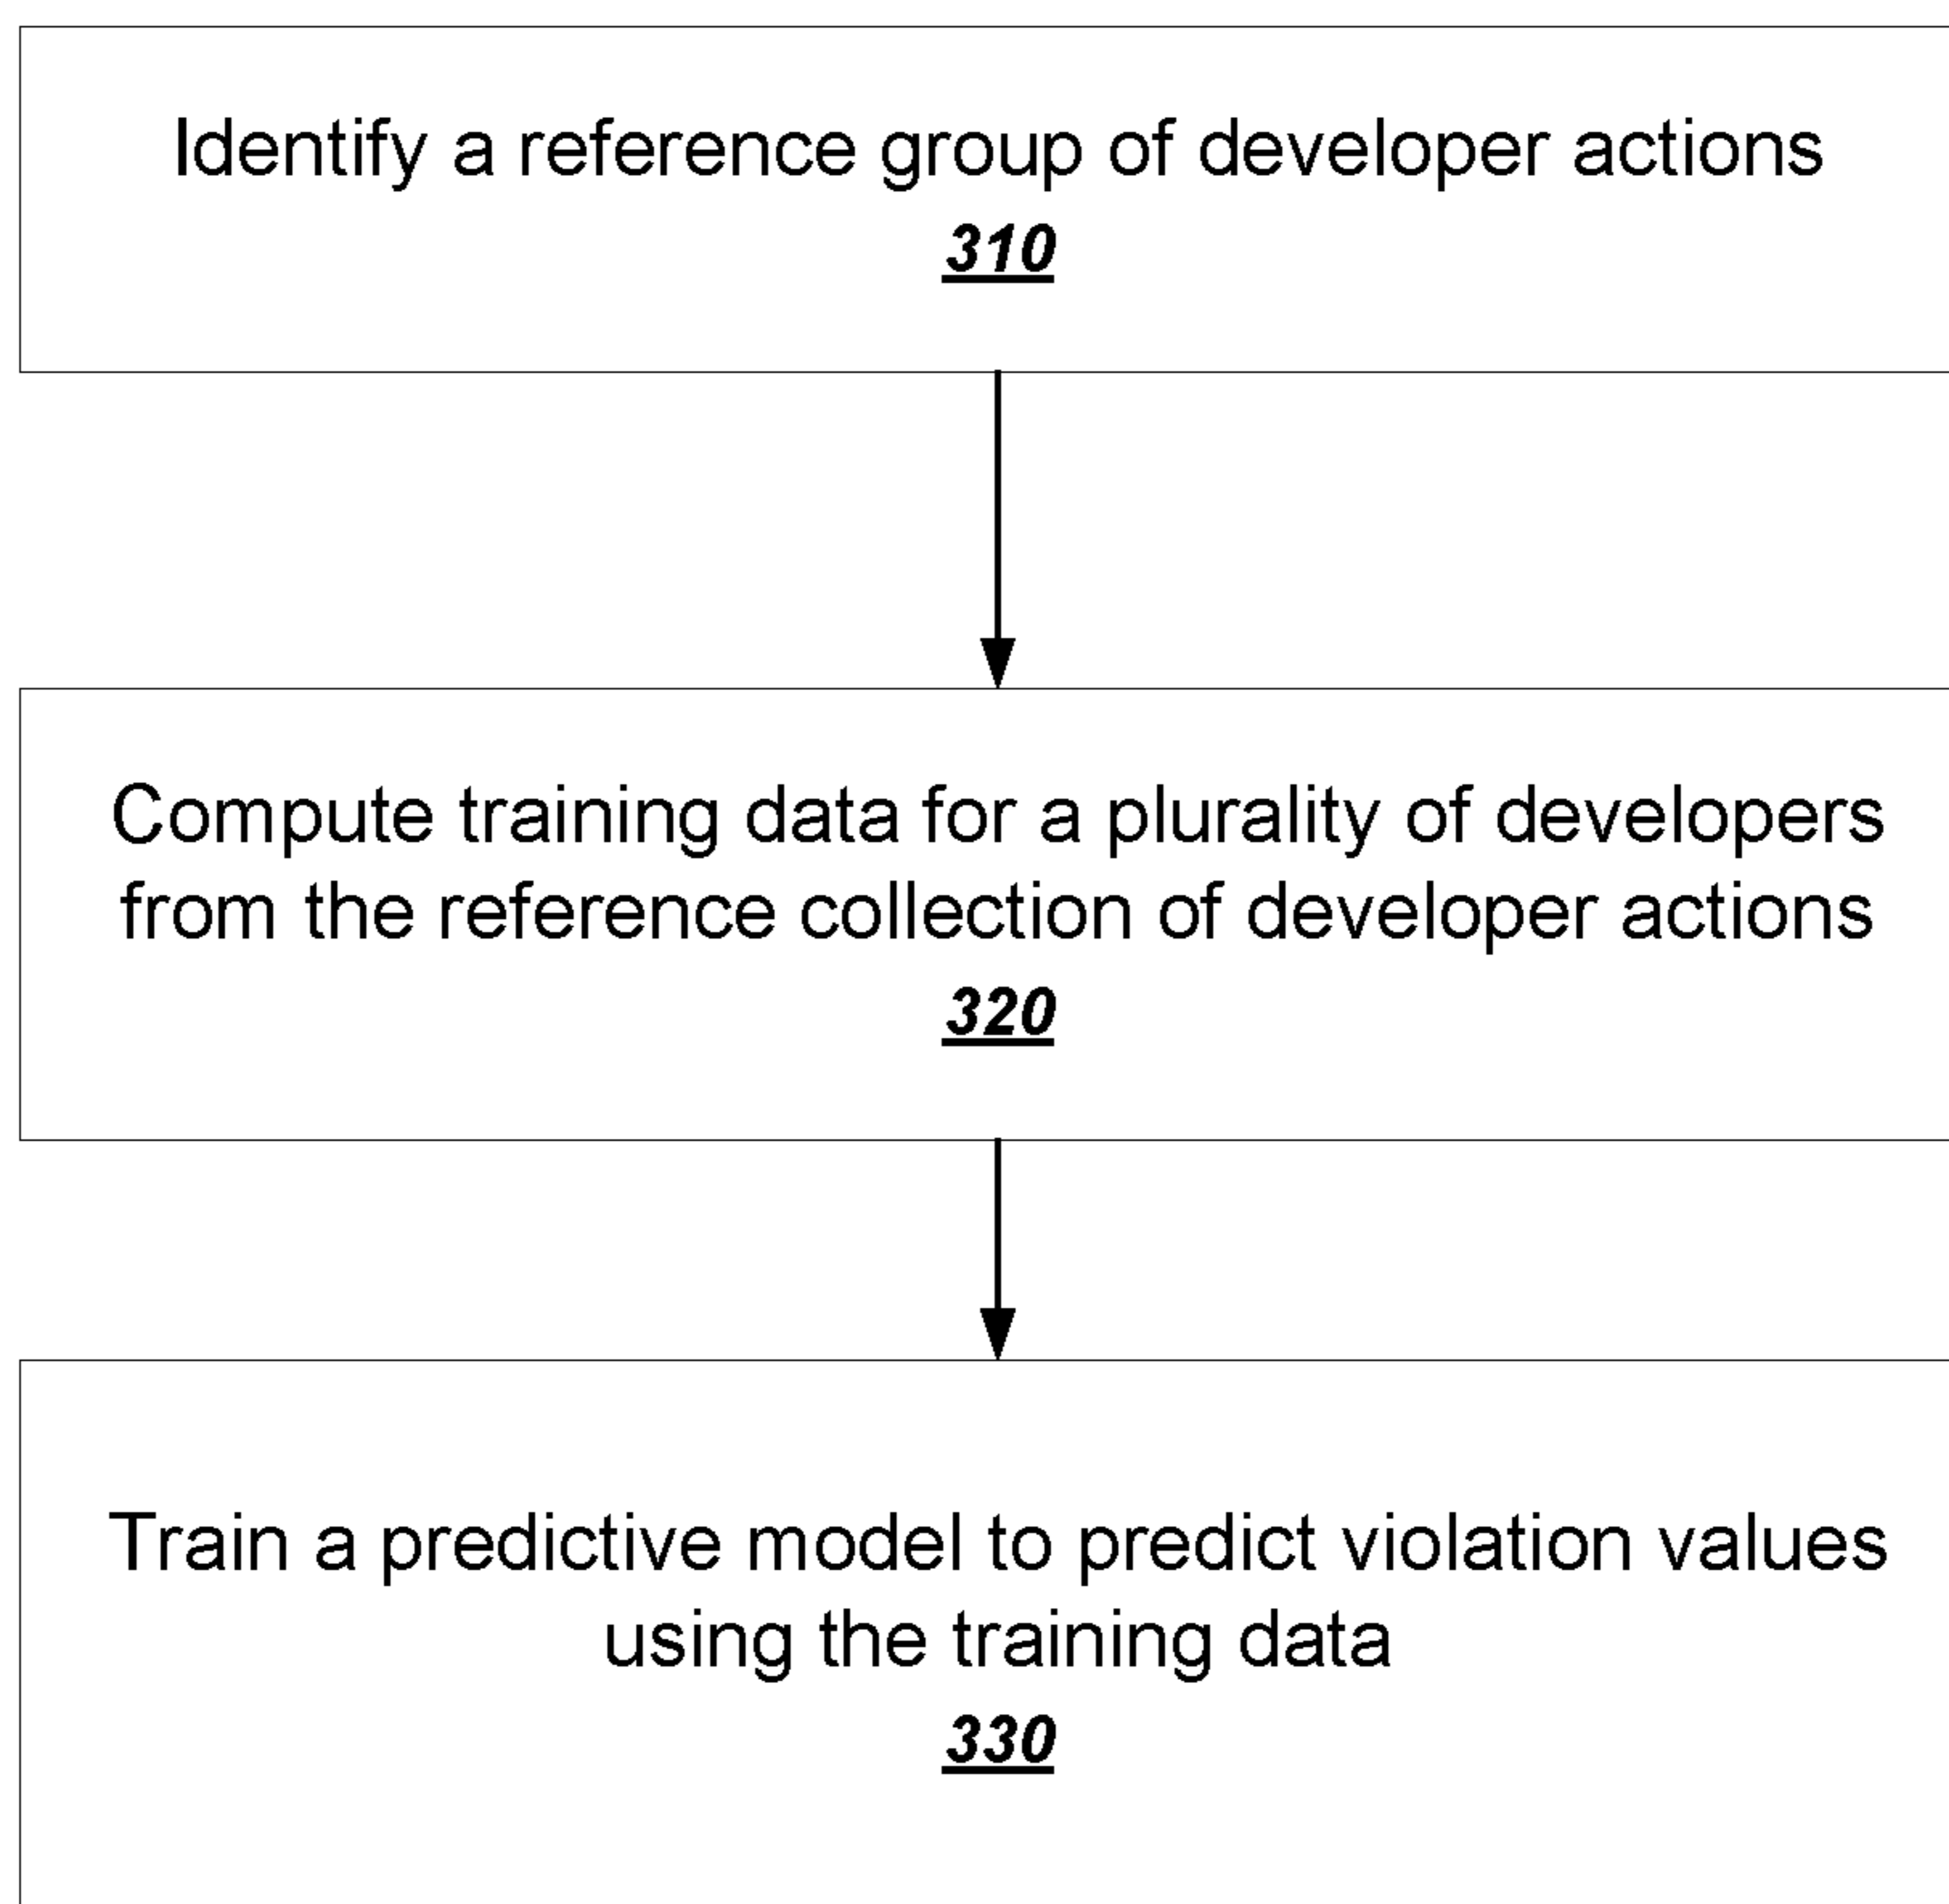 Identify a reference group of developer actions
310
Compute training data for a plurality of developers
from the reference collection of developer actions
320
Train a predictive model to predict violation values
using the training data
330